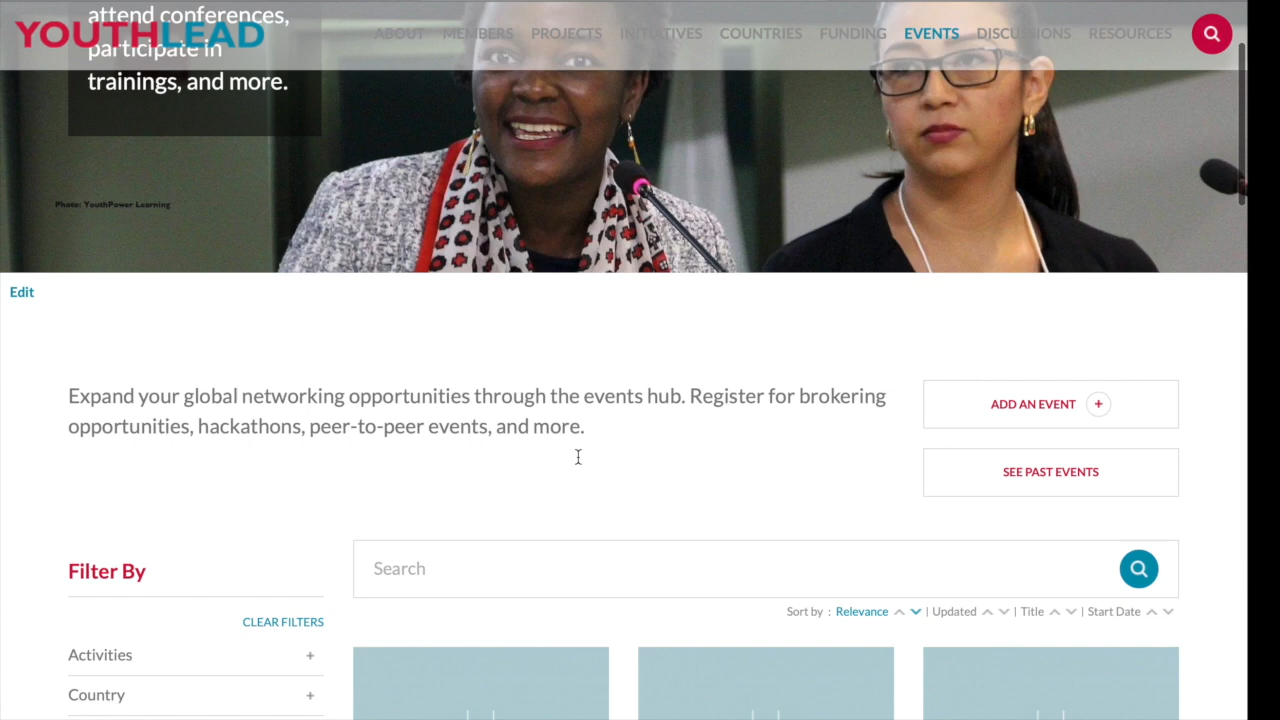 attend conferences,
YOUTHLEAD
ABOUT MEMBERS PROJECTS INITIATIVES COUNTRIES FUNDING EVENTS DISCUSSIONS RESOURCES
participate in
trainings, and more.
Photo: YouthPower Learning
Edit
Expand your global networking opportunities through the events hub. Register for brokering
opportunities, hackathons, peer-to-peer events, and more.
ADD AN EVENT +
SEE PAST EVENTS
Filter By
Search
CLEAR FILTERS
Sort by : Relevance | Updated | Title | Start Date
Activities +
Country +